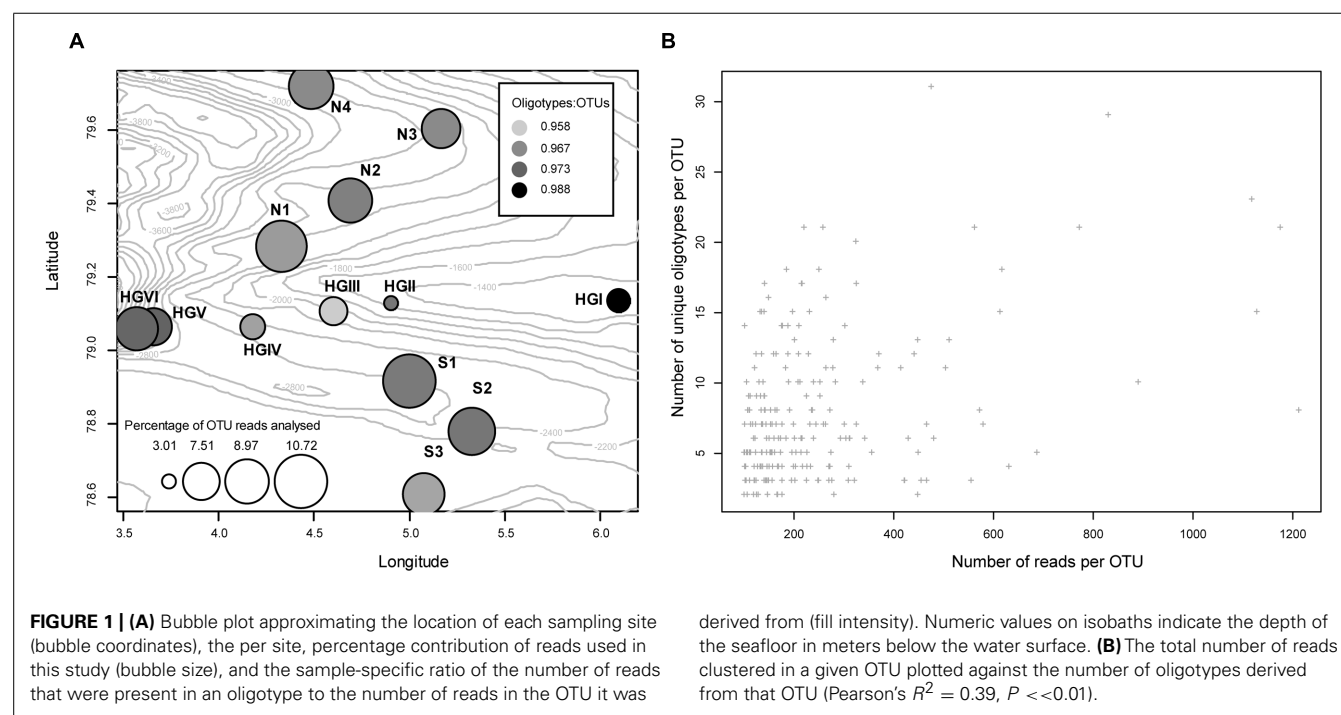 A
N4
N3
N2
N1
HGVI
HGV
HGIV
HGIII
HGII
HGI
S1
S2
S3
-3400
-3000
-3800
-3200
-3800
-3600
-1800
-1600
-1400
-2000
-2800
-2800
-2400
-2200
Oligotypes:OTUs
0.958
0.967
0.973
0.988
Percentage of OTU reads analysed
3.01 7.51 8.97 10.72
79.6
79.4
79.2
79.0
78.8
78.6
Latitude
3.5 4.0 4.5 5.0 5.5 6.0
Longitude
B
30
25
20
15
10
5
Number of unique oligotypes per OTU
200 400 600 800 1000 1200
Number of reads per OTU
FIGURE 1 | (A) Bubble plot approximating the location of each sampling site
(bubble coordinates), the per site, percentage contribution of reads used in
this study (bubble size), and the sample-specific ratio of the number of reads
that were present in an oligotype to the number of reads in the OTU it was
derived from (fill intensity). Numeric values on isobaths indicate the depth of
the seafloor in meters below the water surface. (B) The total number of reads
clustered in a given OTU plotted against the number of oligotypes derived
from that OTU (Pearson's R² = 0.39, P <<0.01).